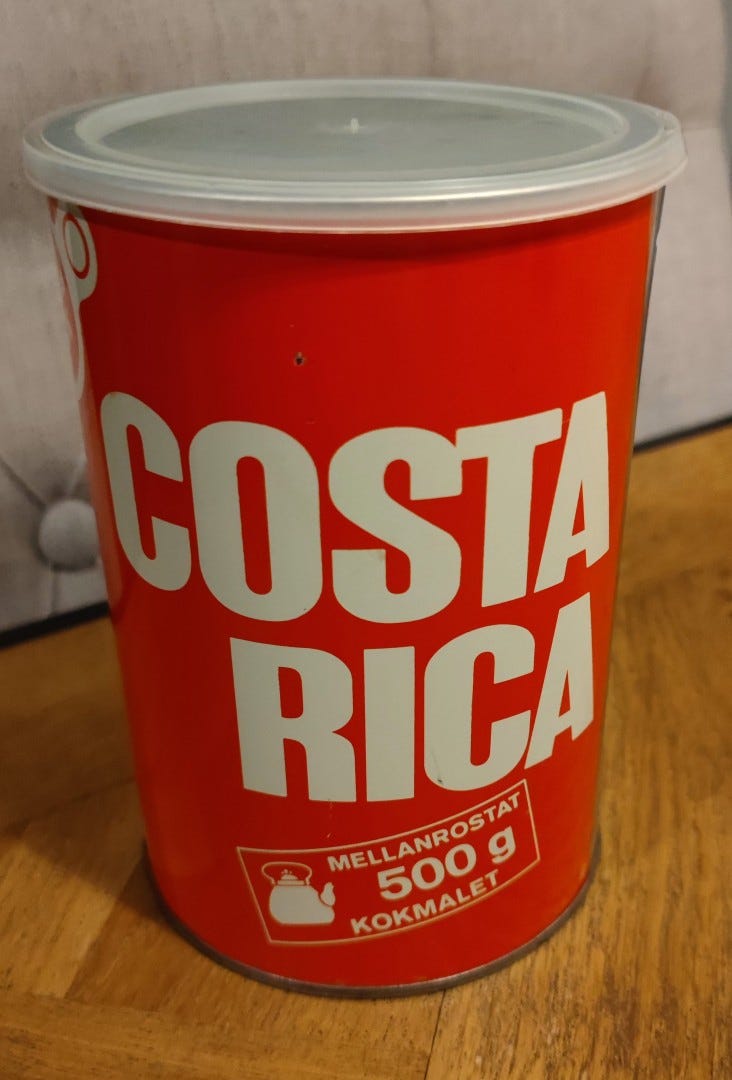 COSTA
RICA
MELLANROSTAT
500 g
KOKMALET